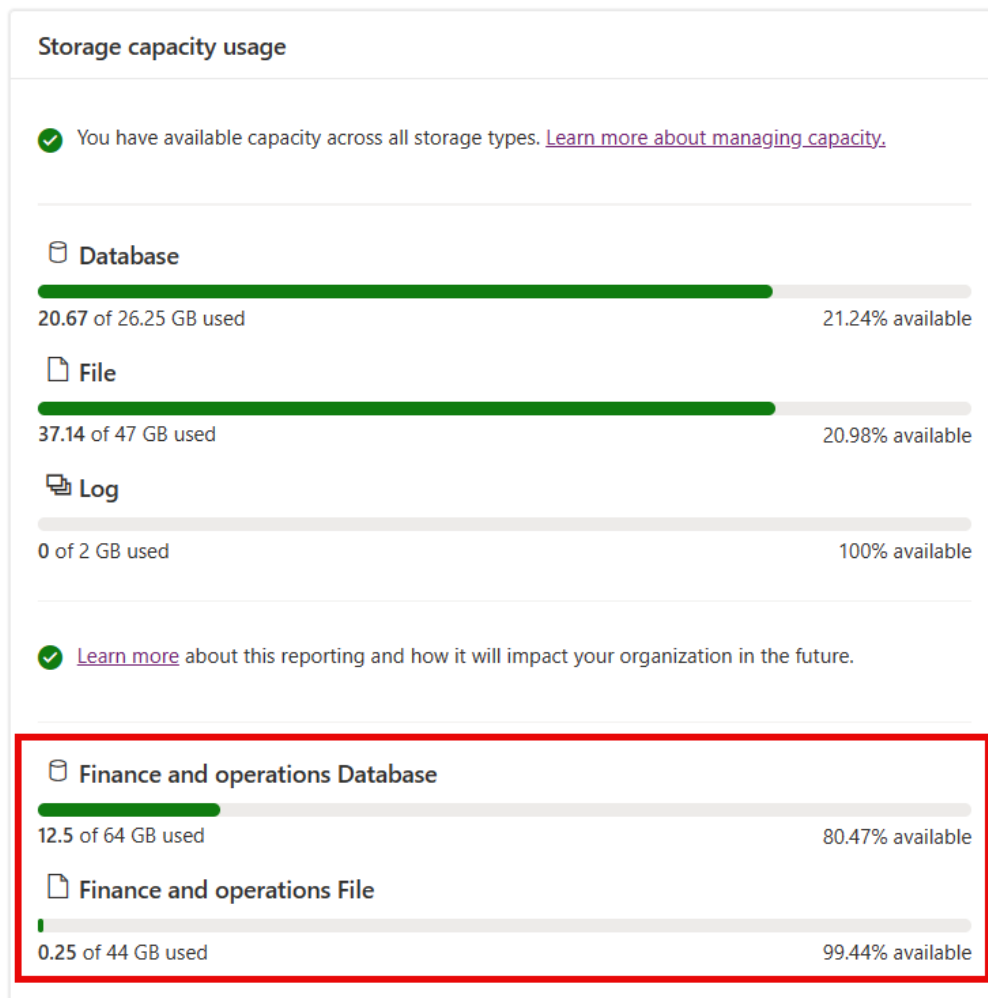 Storage capacity usage
You have available capacity across all storage types. Learn more about managing capacity.
Database
20.67 of 26.25 GB used 21.24% available
File
37.14 of 47 GB used 20.98% available
Log
0 of 2 GB used 100% available
Learn more about this reporting and how it will impact your organization in the future.
Finance and operations Database
12.5 of 64 GB used 80.47% available
Finance and operations File
0.25 of 44 GB used 99.44% available